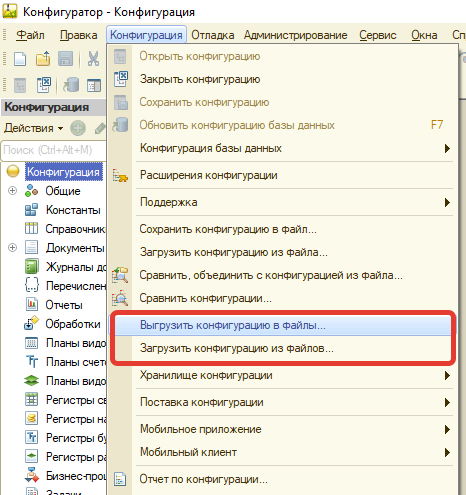 Конфигуратор - Конфигурация
Файл Правка Конфигурация Отладка Администрирование Сервис Окна
Конфигурация
Действия
Поиск (Ctrl+Alt+M)
Конфигурация
Общие
Константы
Справочник
Документы
Журналы до
Перечислен
Отчеты
Обработки
Планы видо
Планы счето
Планы видо
Регистры св
Регистры на
Регистры бу
Регистры ра
Бизнес-проц
Задачи
Открыть конфигурацию
Закрыть конфигурацию
Сохранить конфигурацию
Обновить конфигурацию базы данных F7
Конфигурация базы данных
Расширения конфигурации
Поддержка
Сохранить конфигурацию в файл...
Загрузить конфигурацию из файла...
Сравнить, объединить с конфигурацией из файла...
Сравнить конфигурации...
Выгрузить конфигурацию в файлы...
Загрузить конфигурацию из файлов...
Хранилище конфигурации
Поставка конфигурации
Мобильное приложение
Мобильный клиент
Отчет по конфигурации...